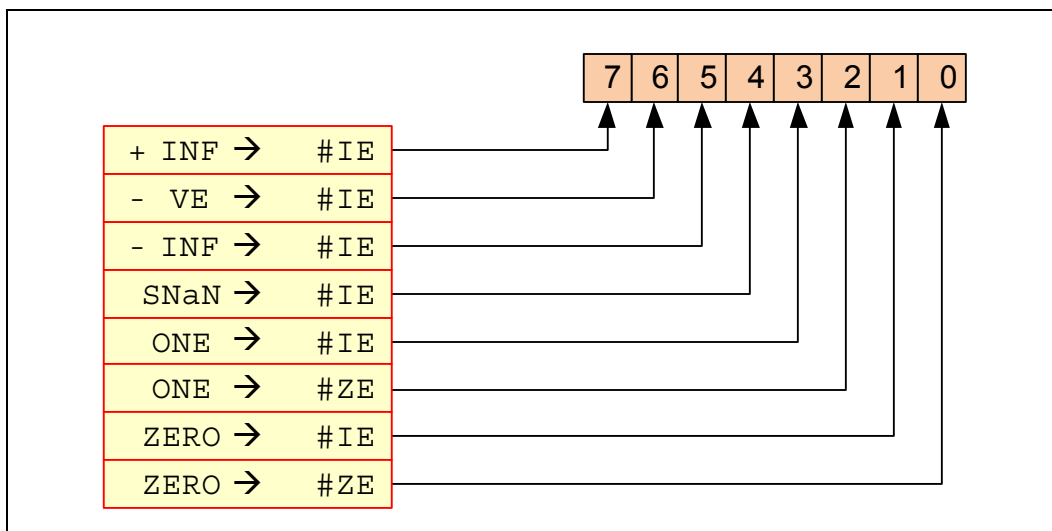 7 6 5 4 3 2 1 0
+ INF → #IE
- VE → #IE
- INF → #IE
SNaN → #IE
ONE → #IE
ONE → #ZE
ZERO → #IE
ZERO → #ZE